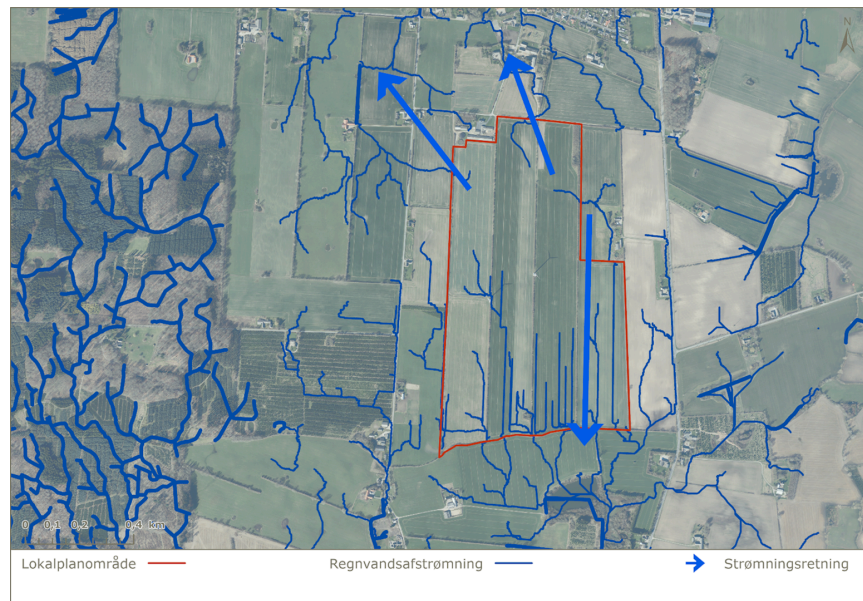 N
0 0,1 0,2 0,4 km
Lokalplanområde Regnvandsafstrømning Strømningsretning